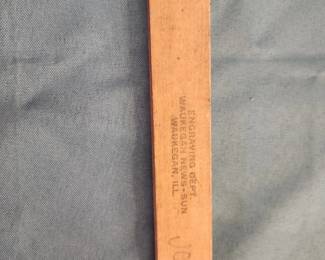 ENGRAVING DEPT
WAUKEGAN NEWS-SUN
WAUKEGAN, ILL